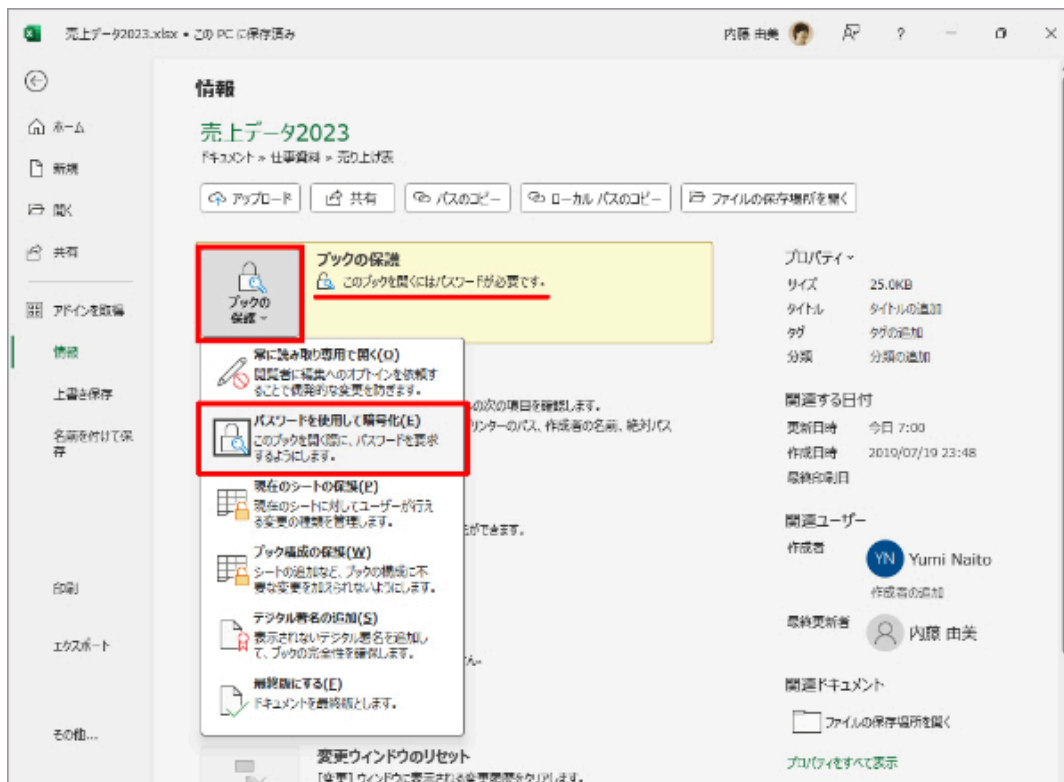 売上データ2023.xlsx • この PC に保存済み
内藤 由美
?
情報
ホーム
新規
開く
共有
アドインを取得
情報
上書き保存
名前を付けて保
存
印刷
エクスポート
その他...
売上データ2023
ドキュメント » 仕事資料 » 売り上げ表
アップロード
共有
パスのコピー
ローカル パスのコピー
ファイルの保存場所を開く
ブックの
保護
ブックの保護
このブックを開くにはパスワードが必要です。
常に読み取り専用で開く(O)
閲覧者に編集へのオプトインを依頼す
ることで偶発的な変更を防ぎます。
パスワードを使用して暗号化(E)
このブックを開く際に、パスワードを要求
するようにします。
現在のシートの保護(P)
現在のシートに対してユーザーが行え
る変更の種類を管理します。
ブック構成の保護(W)
シートの追加など、ブックの構成に不
要な変更を加えられないようにします。
デジタル署名の追加(S)
表示されないデジタル署名を追加し
て、ブックの完全性を確保します。
最終版にする(F)
ドキュメントを最終版とします。
の次の項目を確認します。
リンターのパス、作成者の名前、絶対パス
ができます。
ん。
変更ウィンドウのリセット
[変更] ウィンドウに表示される変更履歴をクリアします。
プロパティ
サイズ 25.0KB
タイトル タイトルの追加
タグ タグの追加
分類 分類の追加
関連する日付
更新日時 今日 7:00
作成日時 2019/07/19 23:48
最終印刷日
関連ユーザー
作成者 YN Yumi Naito
作成者の追加
最終更新者 内藤 由美
関連ドキュメント
ファイルの保存場所を開く
プロパティをすべて表示